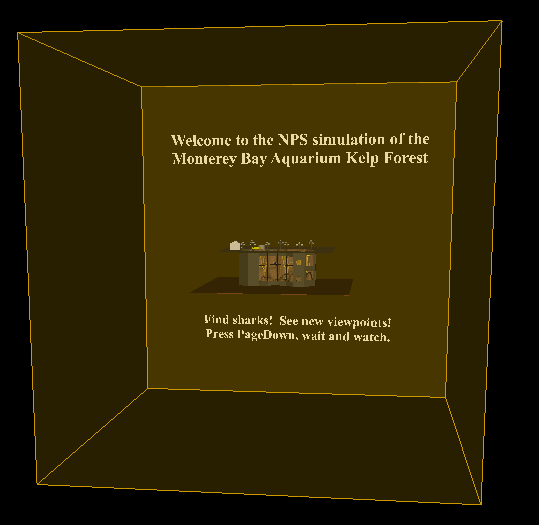 Welcome to the NPS simulation of the
Monterey Bay Aquarium Kelp Forest
Find sharks! See new viewpoints!
Press PageDown, wait and watch.